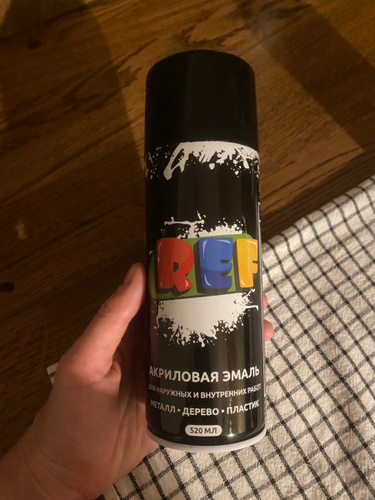 REF
АКРИЛОВАЯ ЭМАЛЬ
ДЛЯ НАРУЖНЫХ И ВНУТРЕННИХ РАБОТ
МЕТАЛЛ • ДЕРЕВО • ПЛАСТИК
520 МЛ